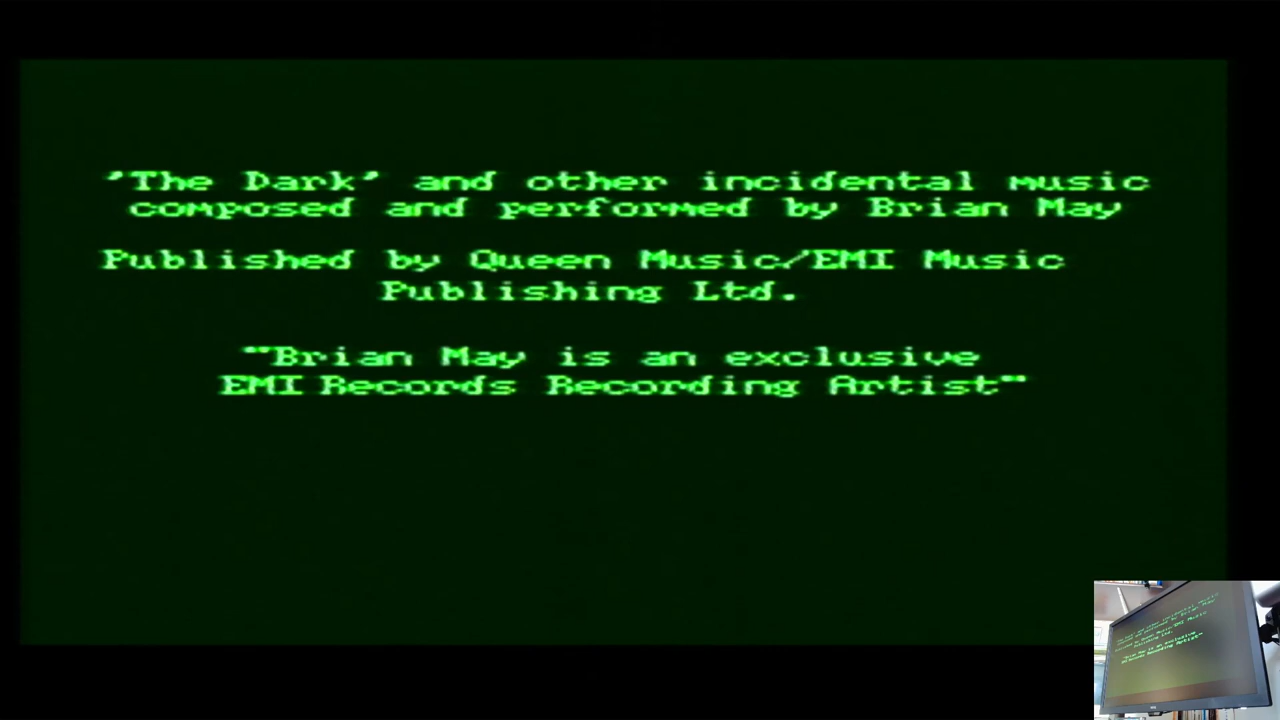 'The Dark' and other incidental music
composed and performed by Brian May
Published by Queen Music/EMI Music
Publishing Ltd.
""Brian May is an exclusive
EMI Records Recording Artist""